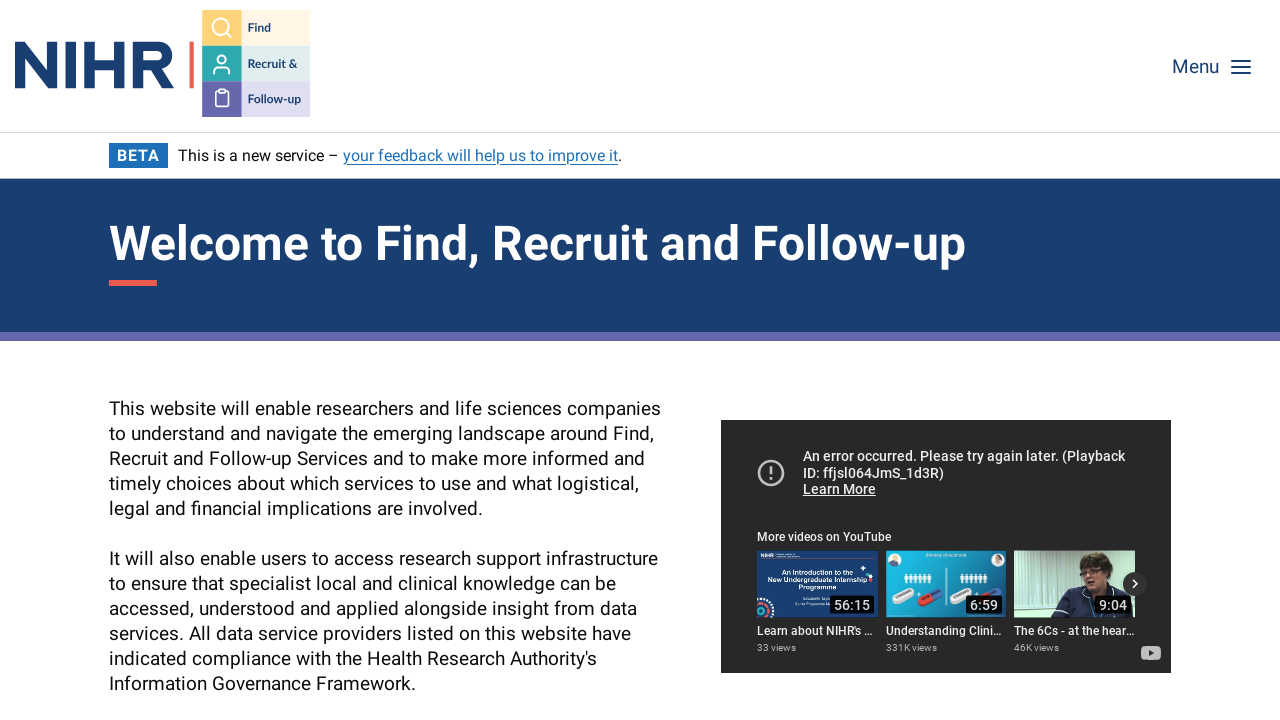 NIHR
Find
Recruit &
Follow-up
Menu
BETA This is a new service – your feedback will help us to improve it.
Welcome to Find, Recruit and Follow-up
This website will enable researchers and life sciences companies
to understand and navigate the emerging landscape around Find,
Recruit and Follow-up Services and to make more informed and
timely choices about which services to use and what logistical,
legal and financial implications are involved.
It will also enable users to access research support infrastructure
to ensure that specialist local and clinical knowledge can be
accessed, understood and applied alongside insight from data
services. All data service providers listed on this website have
indicated compliance with the Health Research Authority's
Information Governance Framework.
An error occurred. Please try again later. (Playback
ID: ffjsl064JmS_1d3R)
Learn More
More videos on YouTube
NIHR
An Introduction to the
New Undergraduate Internship
Programme
56:15
6:59
9:04
Learn about NIHR's ...
Understanding Clini...
The 6Cs - at the hear...
33 views
331K views
46K views